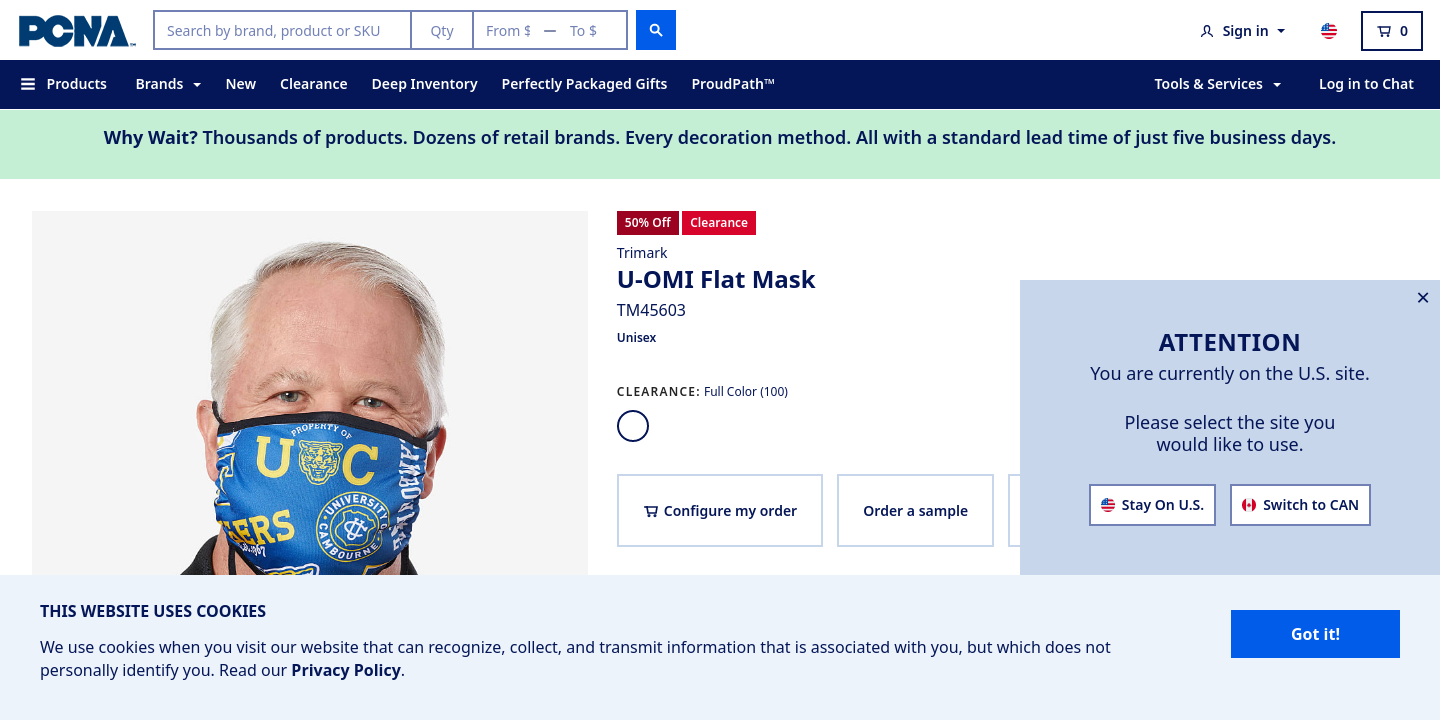 PCNA™
Search by brand, product or SKU
Qty
From $ — To $
Sign in
0
Products
Brands
New
Clearance
Deep Inventory
Perfectly Packaged Gifts
ProudPath™
Tools & Services
Log in to Chat
Why Wait? Thousands of products. Dozens of retail brands. Every decoration method. All with a standard lead time of just five business days.
PROPERTY OF
U C
UNIVERSITY
CAMBOURNE
50% Off
Clearance
Trimark
U-OMI Flat Mask
TM45603
Unisex
CLEARANCE: Full Color (100)
Configure my order
Order a sample
ATTENTION
You are currently on the U.S. site.
Please select the site you
would like to use.
Stay On U.S.
Switch to CAN
THIS WEBSITE USES COOKIES
We use cookies when you visit our website that can recognize, collect, and transmit information that is associated with you, but which does not
personally identify you. Read our Privacy Policy.
Got it!